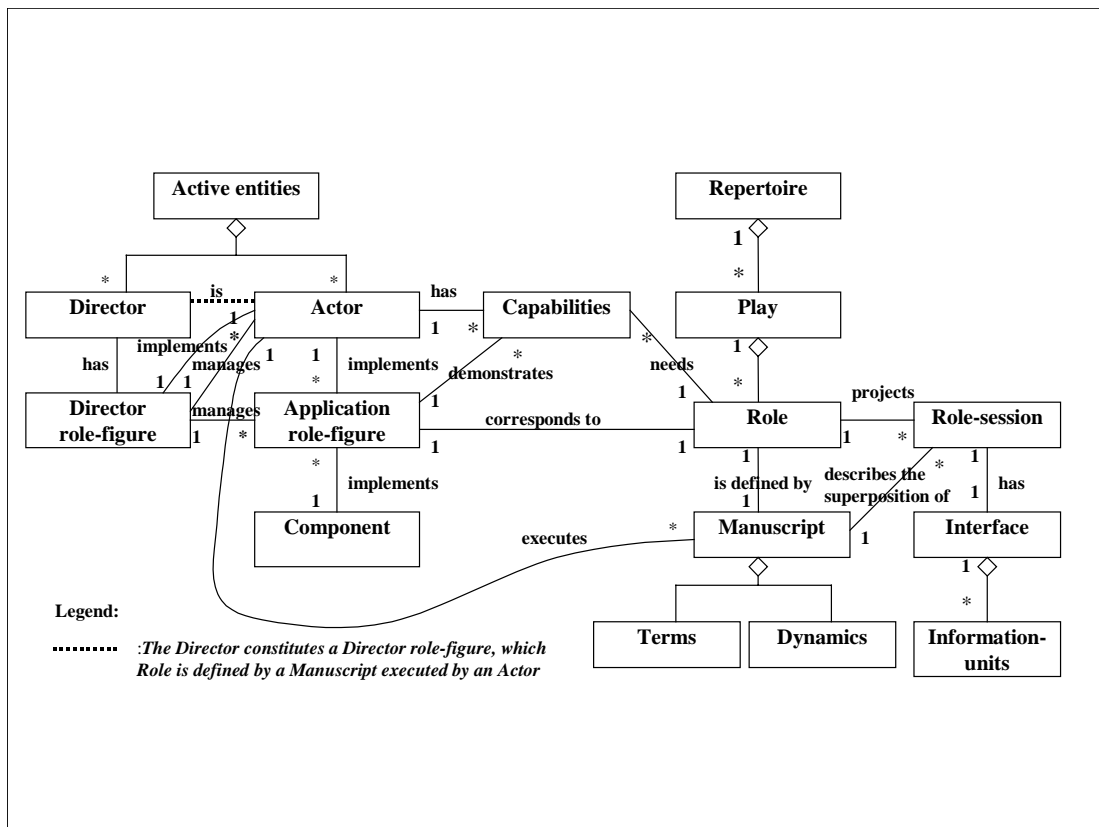 Active entities
Repertoire
1
*
*
*
is
has
Director
Actor
Capabilities
Play
1
*
1
*
*
1
implements
manages
has
1
1
1
1
*
implements
demonstrates
*
needs
1
*
1
projects
Director
role-figure
manages
1
*
Application
role-figure
corresponds to
1
1
Role
1
*
Role-session
*
1
implements
1
is defined by
1
describes the
superposition of
*
1
1
1
has
Component
executes
*
Manuscript
Interface
1
*
Legend:
Terms
Dynamics
Information-
units
:The Director constitutes a Director role-figure, which
Role is defined by a Manuscript executed by an Actor